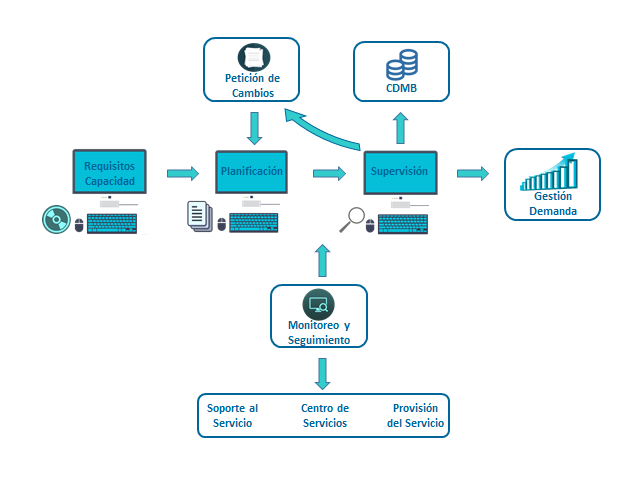 Petición de
Cambios
CDMB
Requisitos
Capacidad
Planificación
Supervisión
Gestión
Demanda
Monitoreo y
Seguimiento
Soporte al
Servicio
Centro de
Servicios
Provisión
del Servicio